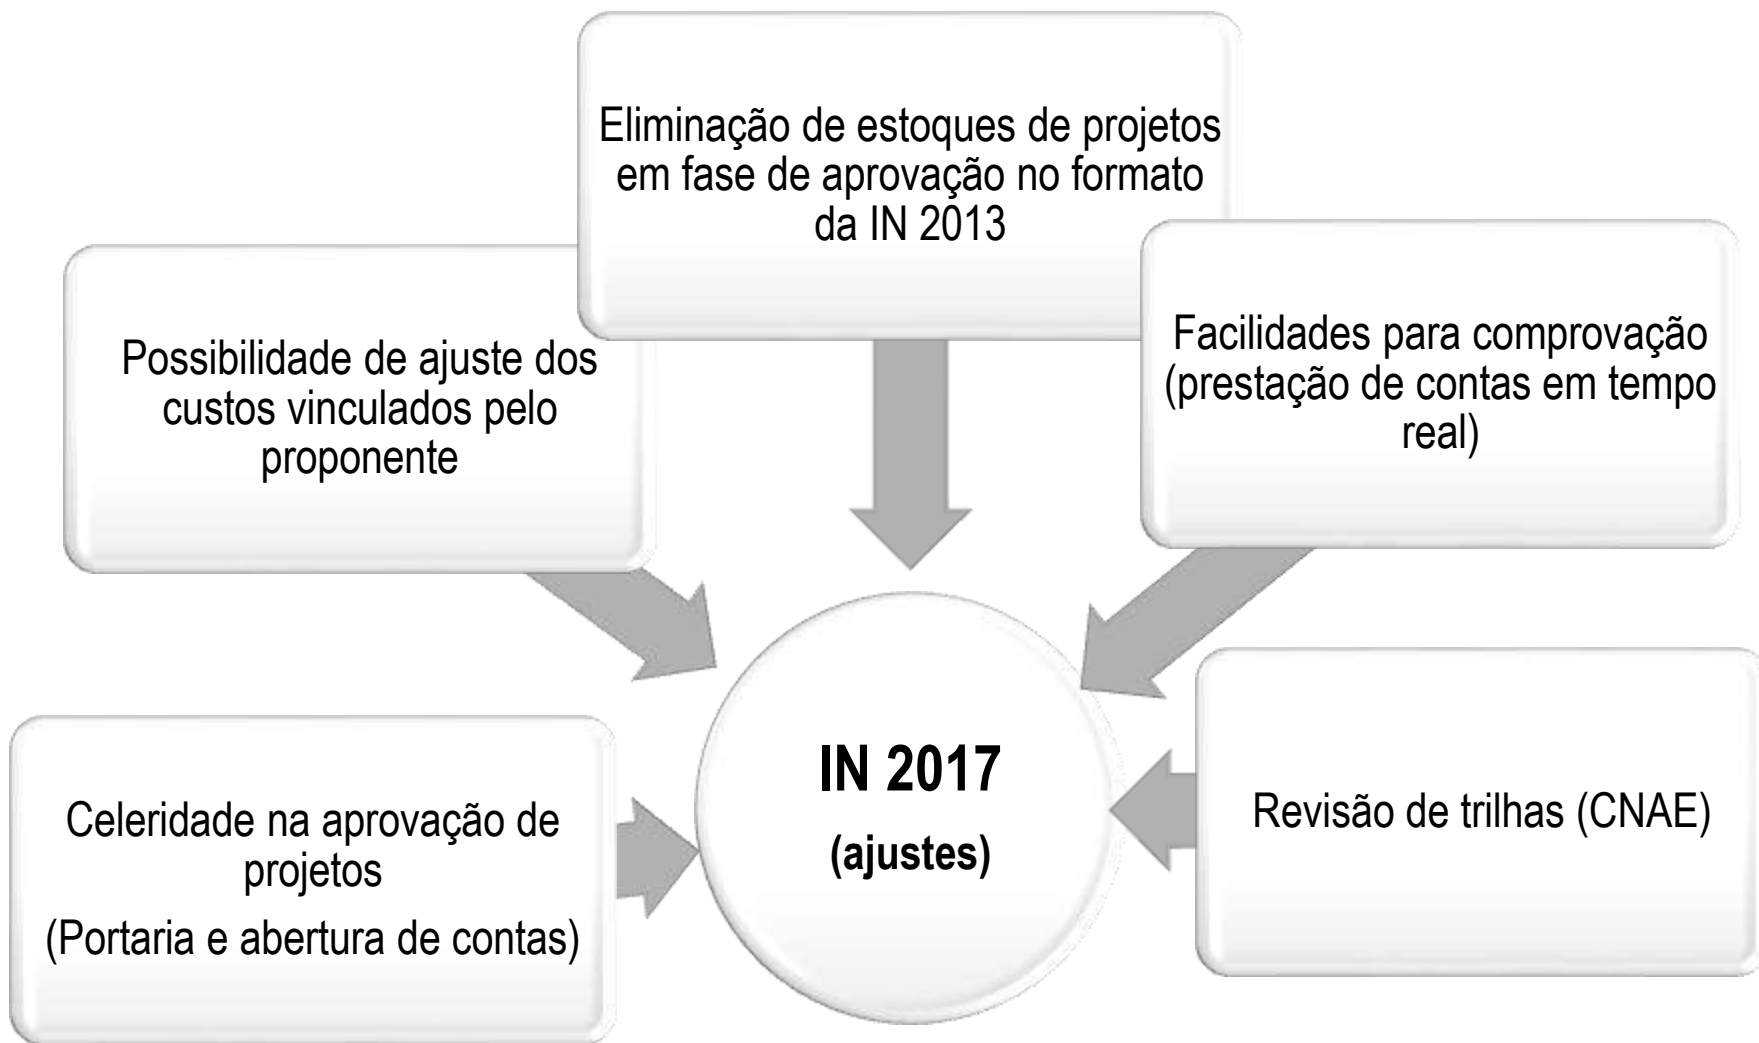 Eliminação de estoques de projetos
em fase de aprovação no formato
da IN 2013
Possibilidade de ajuste dos
custos vinculados pelo
proponente
Facilidades para comprovação
(prestação de contas em tempo
real)
Celeridade na aprovação de
projetos
(Portaria e abertura de contas)
IN 2017
(ajustes)
Revisão de trilhas (CNAE)